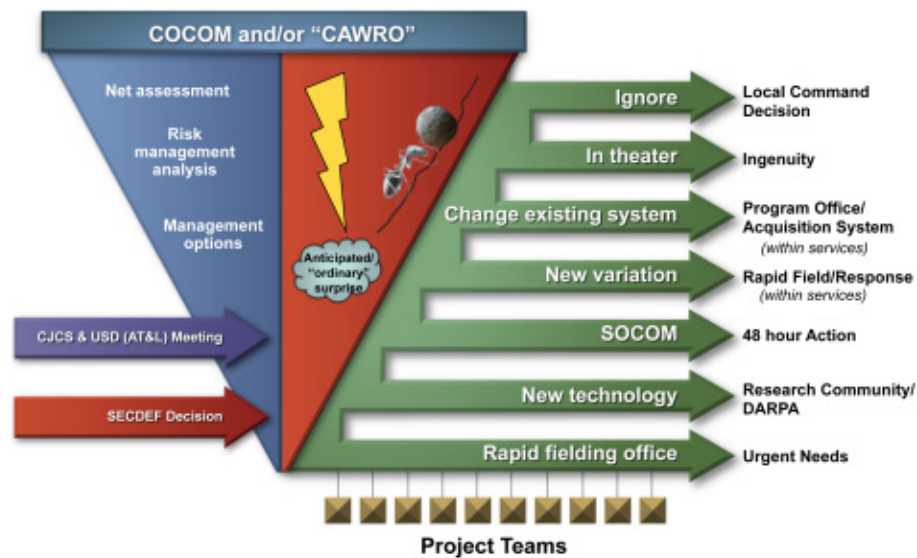 COCOM and/or “CAWRO”
Net assessment
Risk
management
analysis
Management
options
Anticipated/
“ordinary”
surprise
CJCS & USD (AT&L) Meeting
SECDEF Decision
Ignore
Local Command
Decision
In theater
Ingenuity
Change existing system
Program Office/
Acquisition System
(within services)
New variation
Rapid Field/Response
(within services)
SOCOM
48 hour Action
New technology
Research Community/
DARPA
Rapid fielding office
Urgent Needs
Project Teams